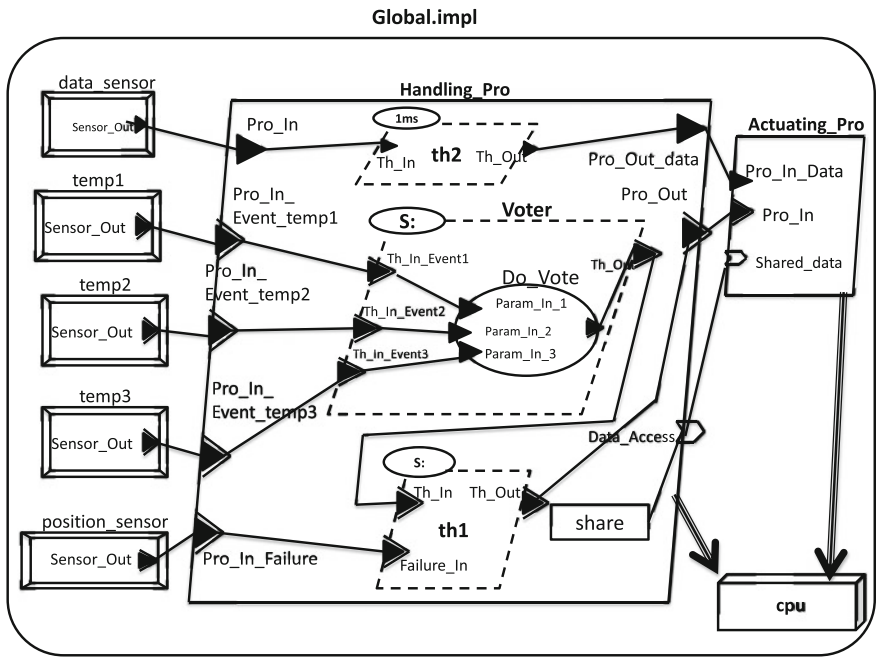 Global.impl
data_sensor
Sensor_Out
temp1
Sensor_Out
temp2
Sensor_Out
temp3
Sensor_Out
position_sensor
Sensor_Out
Handling_Pro
Pro_In
1ms
Th_In
th2
Th_Out
Pro_Out_data
Pro_In_
Event_temp1
Pro_In_
Event_temp2
Pro_In_
Event_temp3
Pro_In_Failure
S:
Voter
Th_In_Event1
Th_In_Event2
Th_In_Event3
Do_Vote
Param_In_1
Param_In_2
Param_In_3
Th_Out
Pro_Out
S:
Th_In
Th_Out
th1
Failure_In
Data_Access
share
Actuating_Pro
Pro_In_Data
Pro_In
Shared_data
cpu